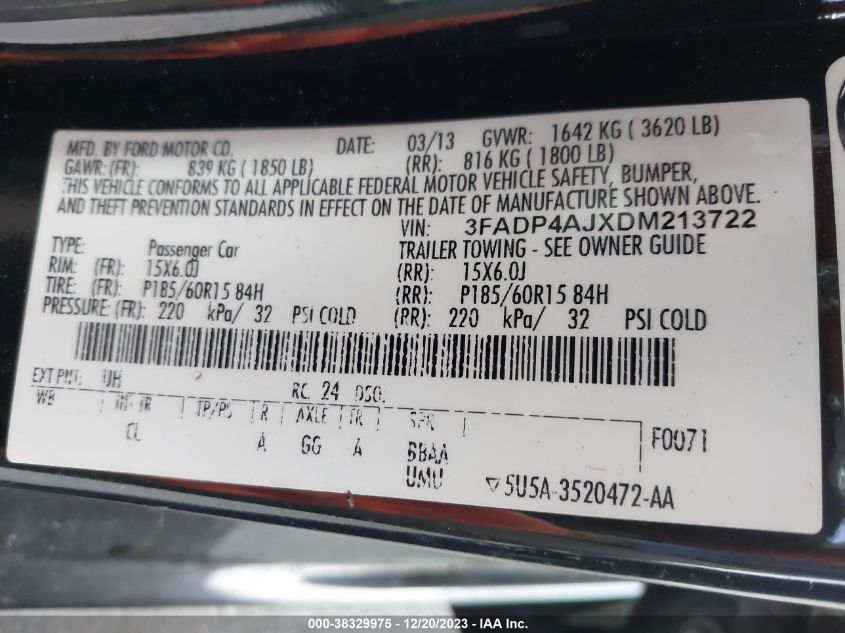 MFD. BY FORD MOTOR CO. DATE: 03/13 GVWR: 1642 KG ( 3620 LB)
GAWR:(FR): 839 KG ( 1850 LB) (RR): 816 KG ( 1800 LB)
THIS VEHICLE CONFORMS TO ALL APPLICABLE FEDERAL MOTOR VEHICLE SAFETY, BUMPER,
AND THEFT PREVENTION STANDARDS IN EFFECT ON THE DATE OF MANUFACTURE SHOWN ABOVE.
VIN: 3FADP4AJXDM213722
TYPE: Passenger Car TRAILER TOWING - SEE OWNER GUIDE
RIM: (FR): 15X6.0J (RR): 15X6.0J
TIRE: (FR): P185/60R15 84H (RR): P185/60R15 84H
PRESSURE: (FR): 220 kPa/ 32 PSI COLD (RR): 220 kPa/ 32 PSI COLD
EXT PNT: UH RC: 24 DSO:
WB INT TR TP/PS R AXLE TR SPR
CL A GG A BBAA F0071
UMU ▽5U5A-3520472-AA
000-38329975 - 12/20/2023 - IAA Inc.